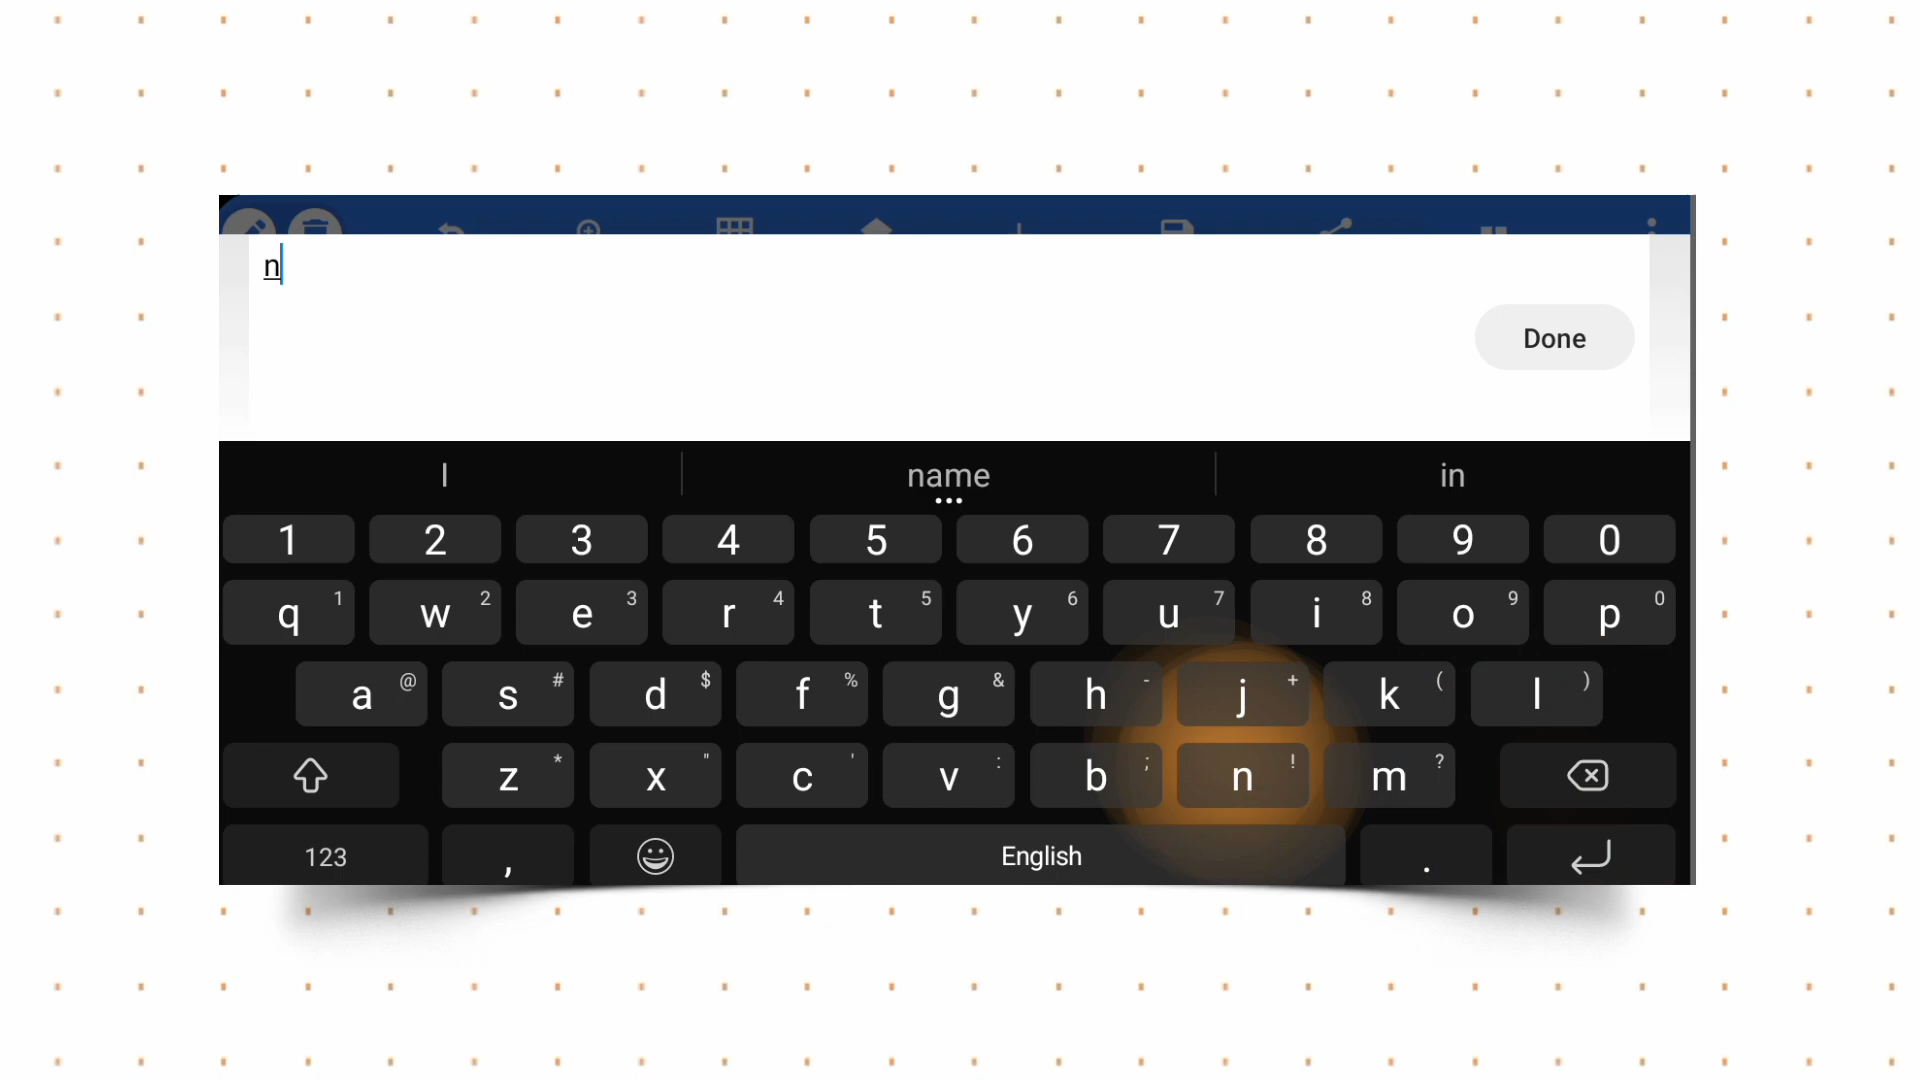 n
Done
l name in
1 2 3 4 5 6 7 8 9 0
q 1 w 2 e 3 r 4 t 5 y 6 u 7 i 8 o 9 p 0
a @ s # d $ f % g & h - j + k ( l )
z * x " c ' v : b ; n ! m ?
123 , English .